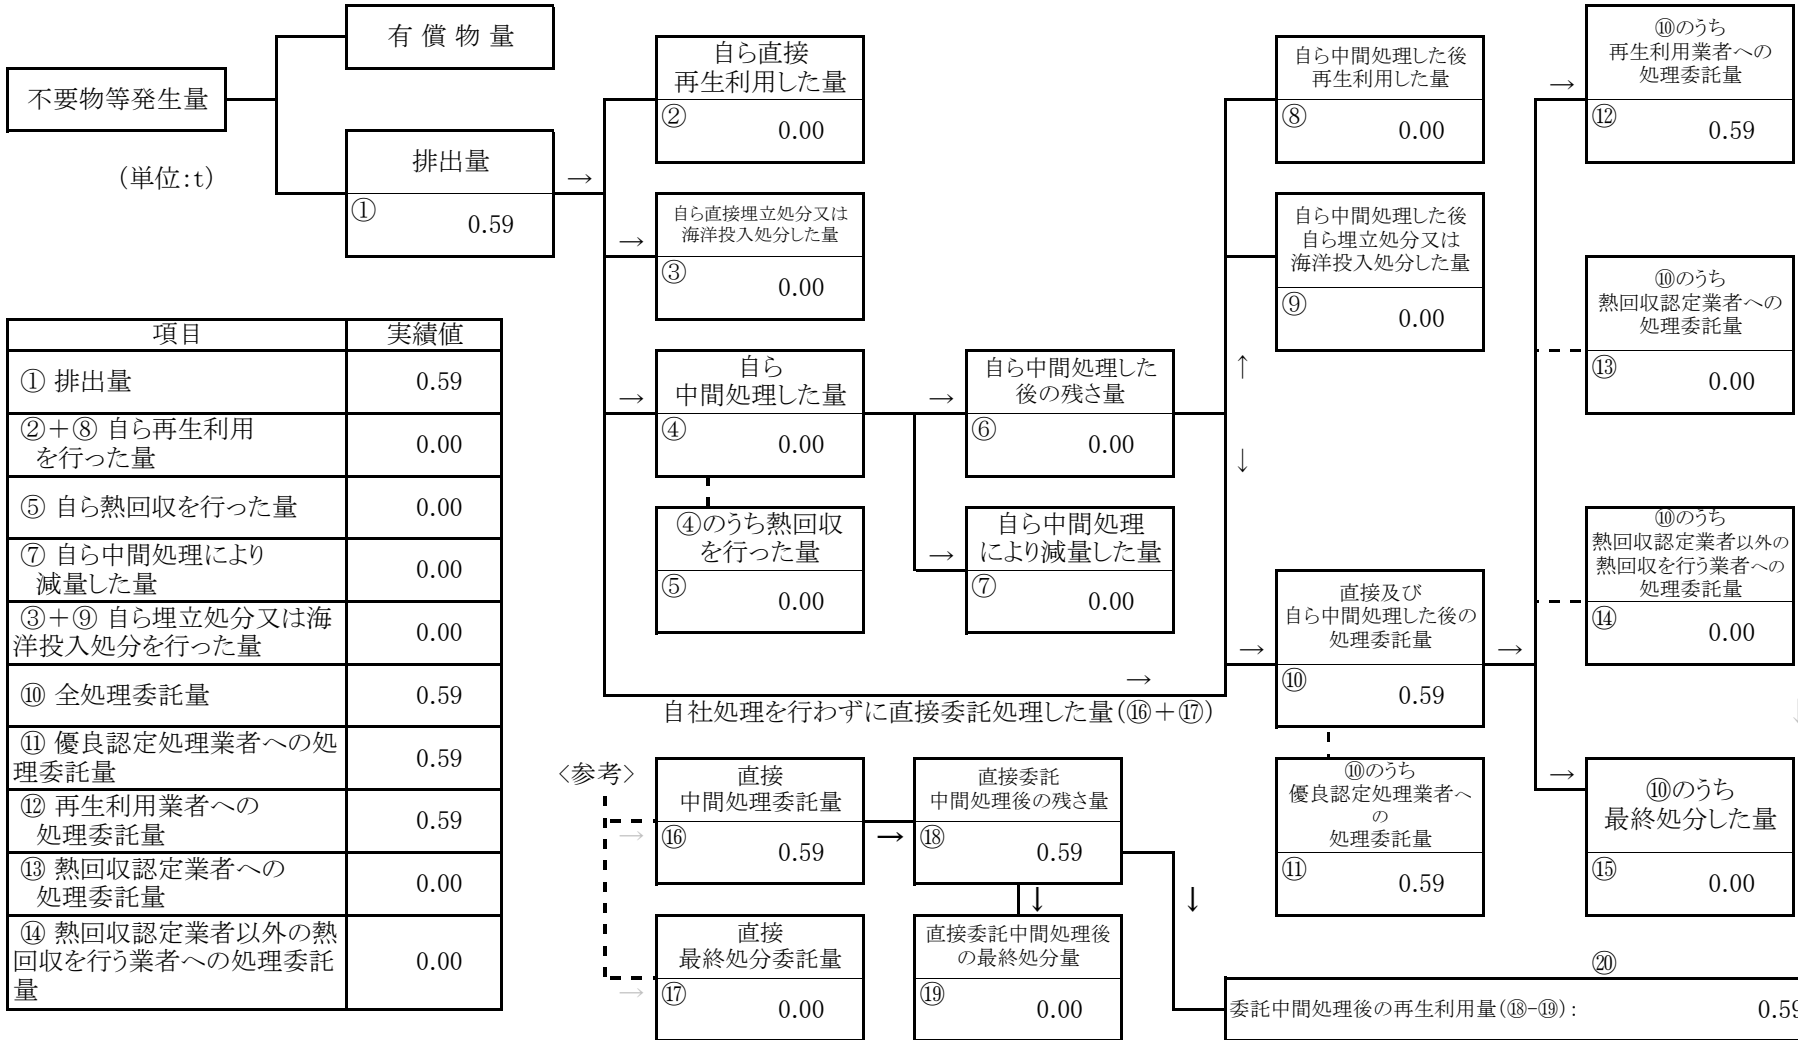 有 償 物 量
不要物等発生量
(単位:t)
排出量
①
0.59
→
自ら直接
再生利用した量
②
0.00
→
自ら直接埋立処分又は
海洋投入処分した量
③
0.00
→
自ら
中間処理した量
④
0.00
④のうち熱回収
を行った量
⑤
0.00
→
自ら中間処理した
後の残さ量
⑥
0.00
→
自ら中間処理
により減量した量
⑦
0.00
自ら中間処理した後
再生利用した量
⑧
0.00
自ら中間処理した後
自ら埋立処分又は
海洋投入処分した量
⑨
0.00
↑
↓
→
自社処理を行わずに直接委託処理した量(⑯+⑰)
→
直接及び
自ら中間処理した後の
処理委託量
⑩
0.59
→
⑩のうち
優良認定処理業者へ
の
処理委託量
⑪
0.59
→
⑩のうち
再生利用業者への
処理委託量
⑫
0.59
⑩のうち
熱回収認定業者への
処理委託量
⑬
0.00
⑩のうち
熱回収認定業者以外の
熱回収を行う業者への
処理委託量
⑭
0.00
→
⑩のうち
最終処分した量
⑮
0.00
項目 実績値
① 排出量 0.59
②+⑧ 自ら再生利用
を行った量 0.00
⑤ 自ら熱回収を行った量 0.00
⑦ 自ら中間処理により
減量した量 0.00
③+⑨ 自ら埋立処分又は海
洋投入処分を行った量 0.00
⑩ 全処理委託量 0.59
⑪ 優良認定処理業者への処
理委託量 0.59
⑫ 再生利用業者への
処理委託量 0.59
⑬ 熱回収認定業者への
処理委託量 0.00
⑭ 熱回収認定業者以外の熱
回収を行う業者への処理委託
量 0.00
<参考>
→
直接
中間処理委託量
⑯
0.59
→
直接委託
中間処理後の残さ量
⑱
0.59
↓
↓
→
直接
最終処分委託量
⑰
0.00
直接委託中間処理後
の最終処分量
⑲
0.00
⑳
委託中間処理後の再生利用量(⑱-⑲): 0.59